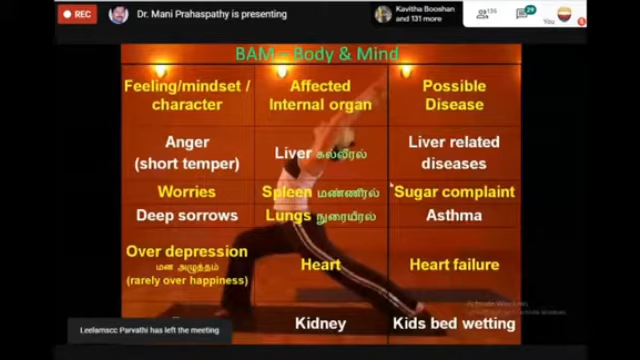 REC
Dr. Mani Prahaspathy is presenting
Kavitha Booshan
and 131 more
136
29
You
BAM – Body & Mind
Feeling/mindset /
character
Affected
Internal organ
Possible
Disease
Anger
(short temper)
Liver கல்லீரல்
Liver related
diseases
Worries
Spleen மண்ணீரல்
Sugar complaint
Deep sorrows
Lungs நுரையீரல்
Asthma
Over depression
மன அழுத்தம்
(rarely over happiness)
Heart
Heart failure
Kidney
Kids bed wetting
Leelamscc Parvathi has left the meeting